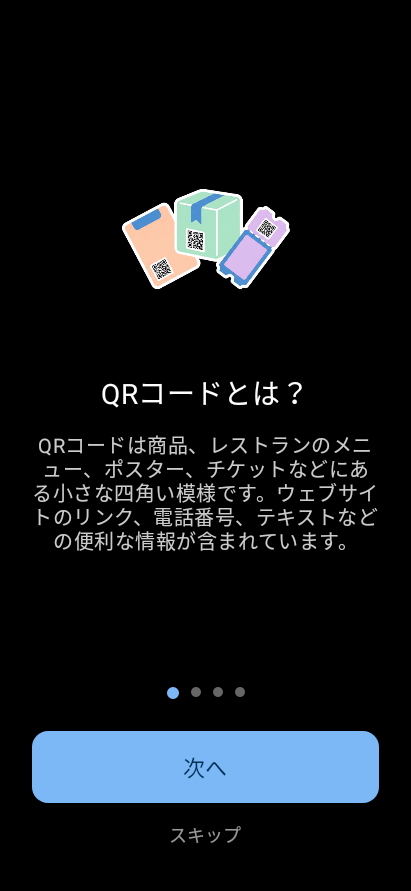 QRコードとは？
QRコードは商品、レストランのメニ
ュー、ポスター、チケットなどにあ
る小さな四角い模様です。ウェブサイ
トのリンク、電話番号、テキストなど
の便利な情報が含まれています。
次へ
スキップ